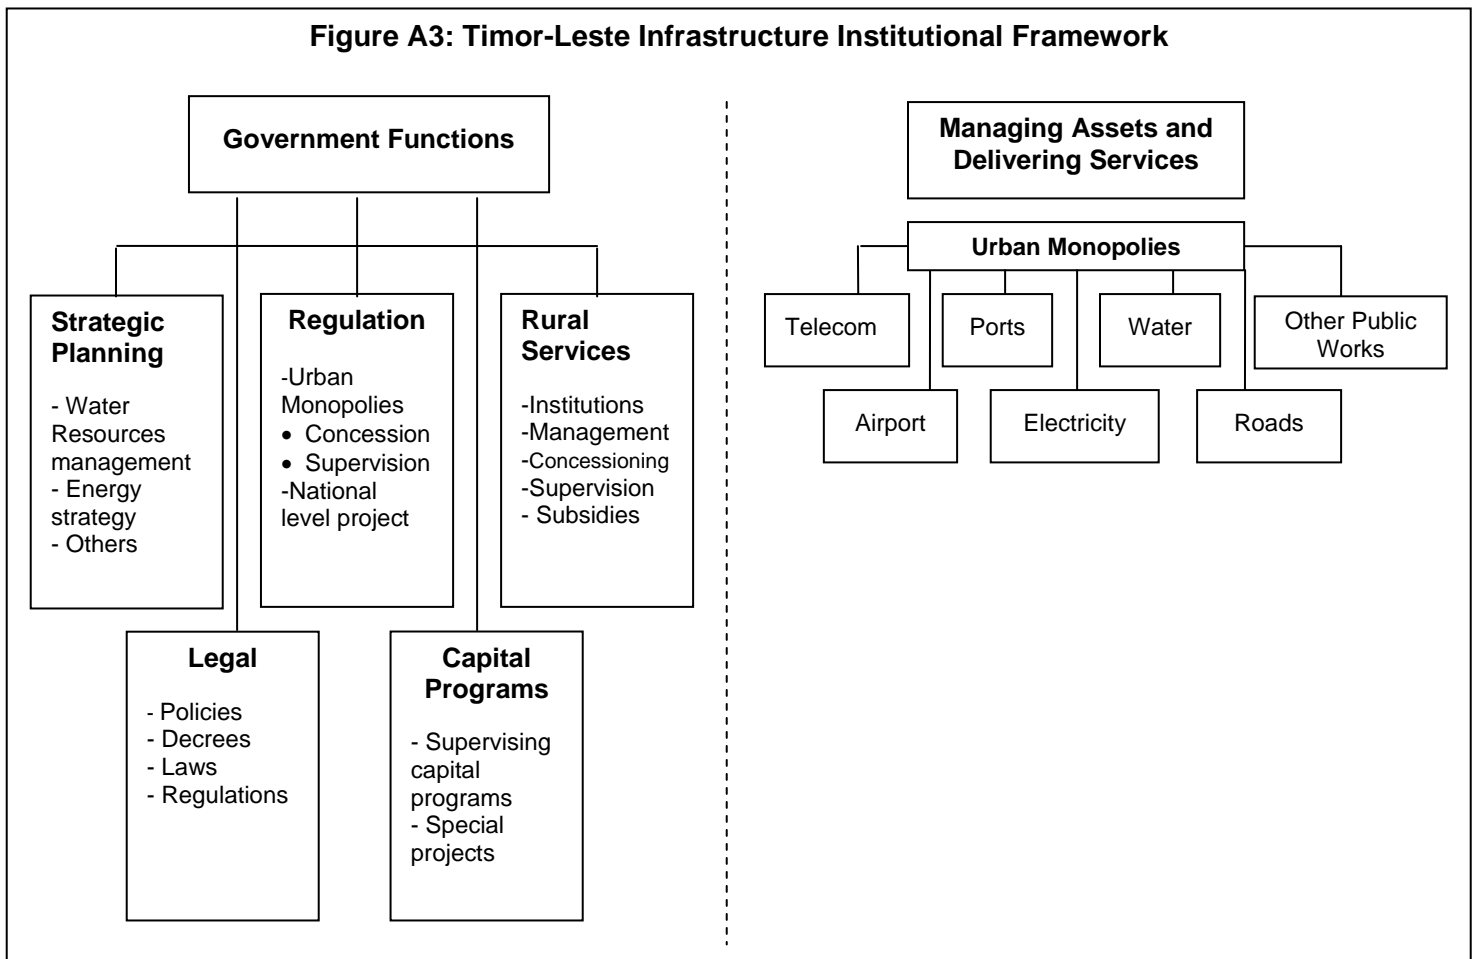 Figure A3: Timor-Leste Infrastructure Institutional Framework
Government Functions
Strategic
Planning
- Water
Resources
management
- Energy
strategy
- Others
Regulation
-Urban
Monopolies
• Concession
• Supervision
-National
level project
Rural
Services
-Institutions
-Management
-Concessioning
-Supervision
- Subsidies
Legal
- Policies
- Decrees
- Laws
- Regulations
Capital
Programs
- Supervising
capital
programs
- Special
projects
Managing Assets and
Delivering Services
Urban Monopolies
Telecom
Ports
Water
Other Public
Works
Airport
Electricity
Roads